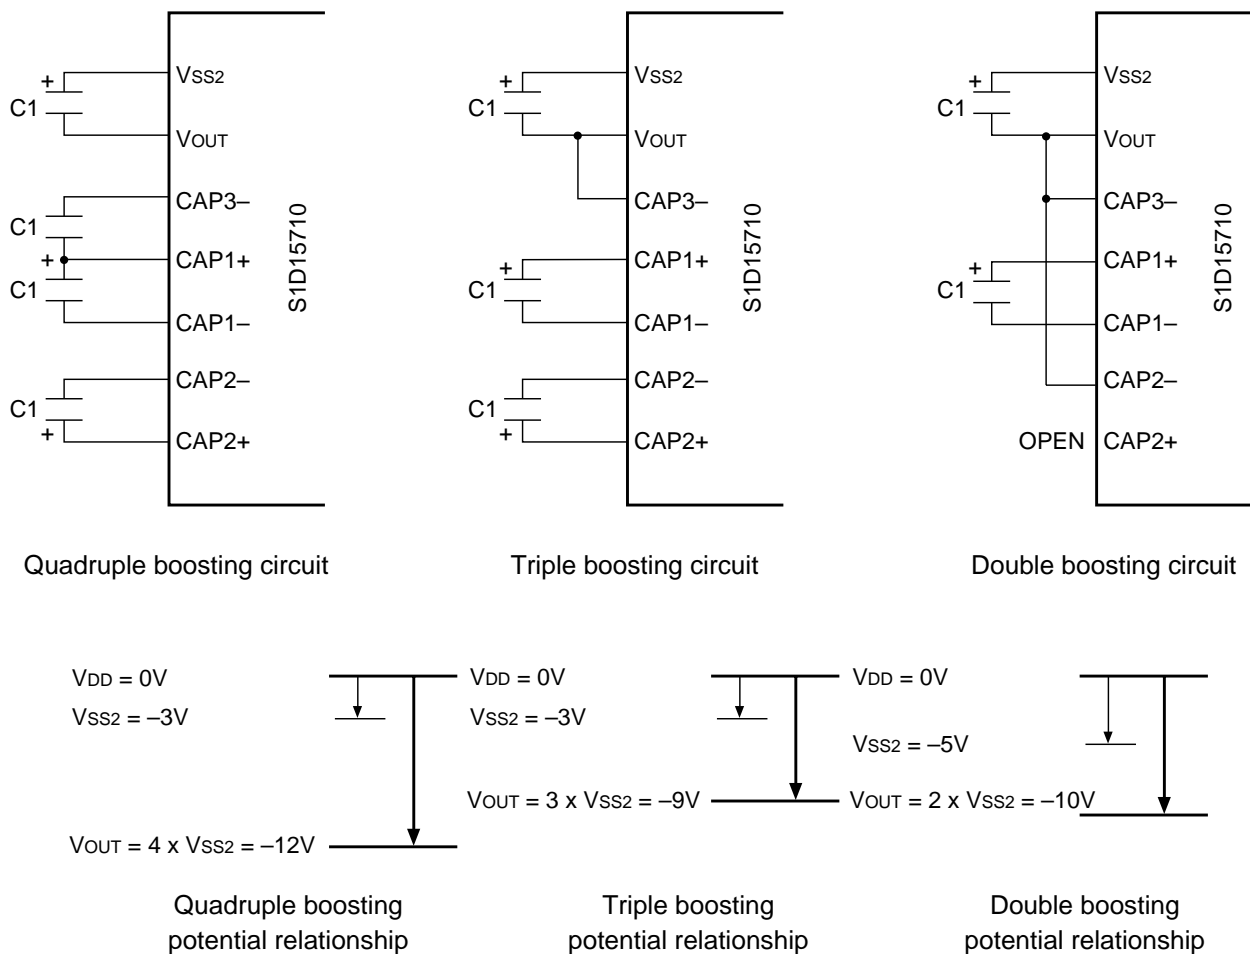 +
VSS2
C1
VOUT
CAP3–
C1
+
CAP1+
C1
CAP1–
CAP2–
C1
+
CAP2+
S1D15710
+
VSS2
C1
VOUT
CAP3–
+
CAP1+
C1
CAP1–
CAP2–
C1
+
CAP2+
S1D15710
+
VSS2
C1
VOUT
CAP3–
+
CAP1+
C1
CAP1–
CAP2–
OPEN
CAP2+
S1D15710
Quadruple boosting circuit
Triple boosting circuit
Double boosting circuit
VDD = 0V
VSS2 = –3V
VOUT = 4 x VSS2 = –12V
VDD = 0V
VSS2 = –3V
VOUT = 3 x VSS2 = –9V
VDD = 0V
VSS2 = –5V
VOUT = 2 x VSS2 = –10V
Quadruple boosting
potential relationship
Triple boosting
potential relationship
Double boosting
potential relationship